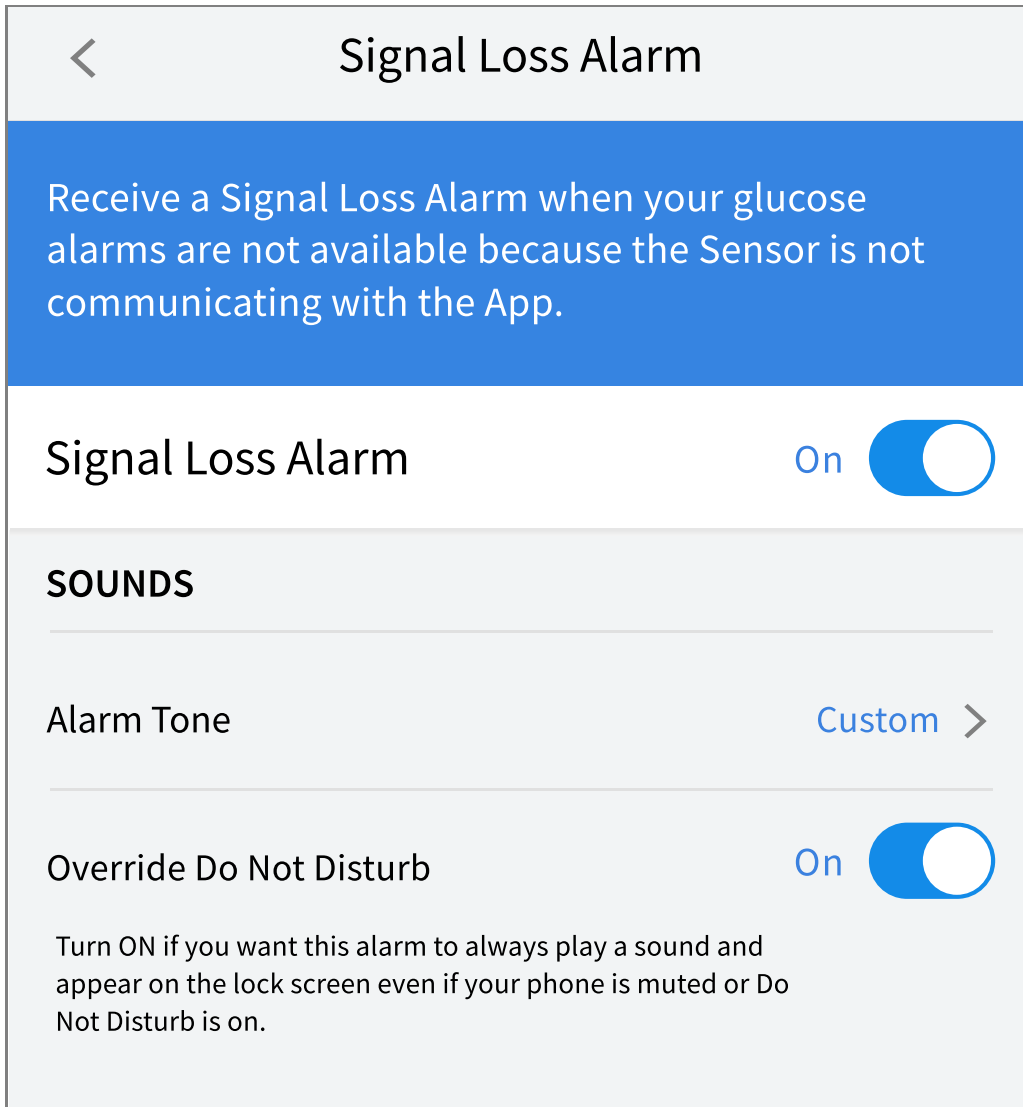 Signal Loss Alarm
Receive a Signal Loss Alarm when your glucose
alarms are not available because the Sensor is not
communicating with the App.
Signal Loss Alarm On
SOUNDS
Alarm Tone Custom
Override Do Not Disturb On
Turn ON if you want this alarm to always play a sound and
appear on the lock screen even if your phone is muted or Do
Not Disturb is on.